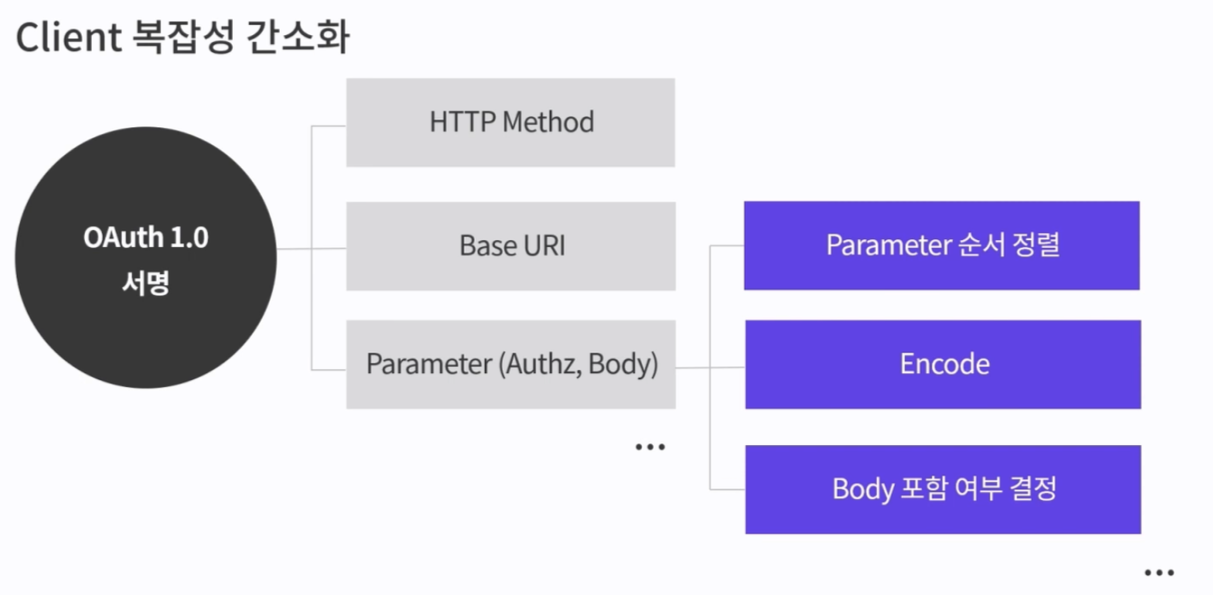 Client 복잡성 간소화
OAuth 1.0
서명
HTTP Method
Base URI
Parameter (Authz, Body)
...
Parameter 순서 정렬
Encode
Body 포함 여부 결정
...